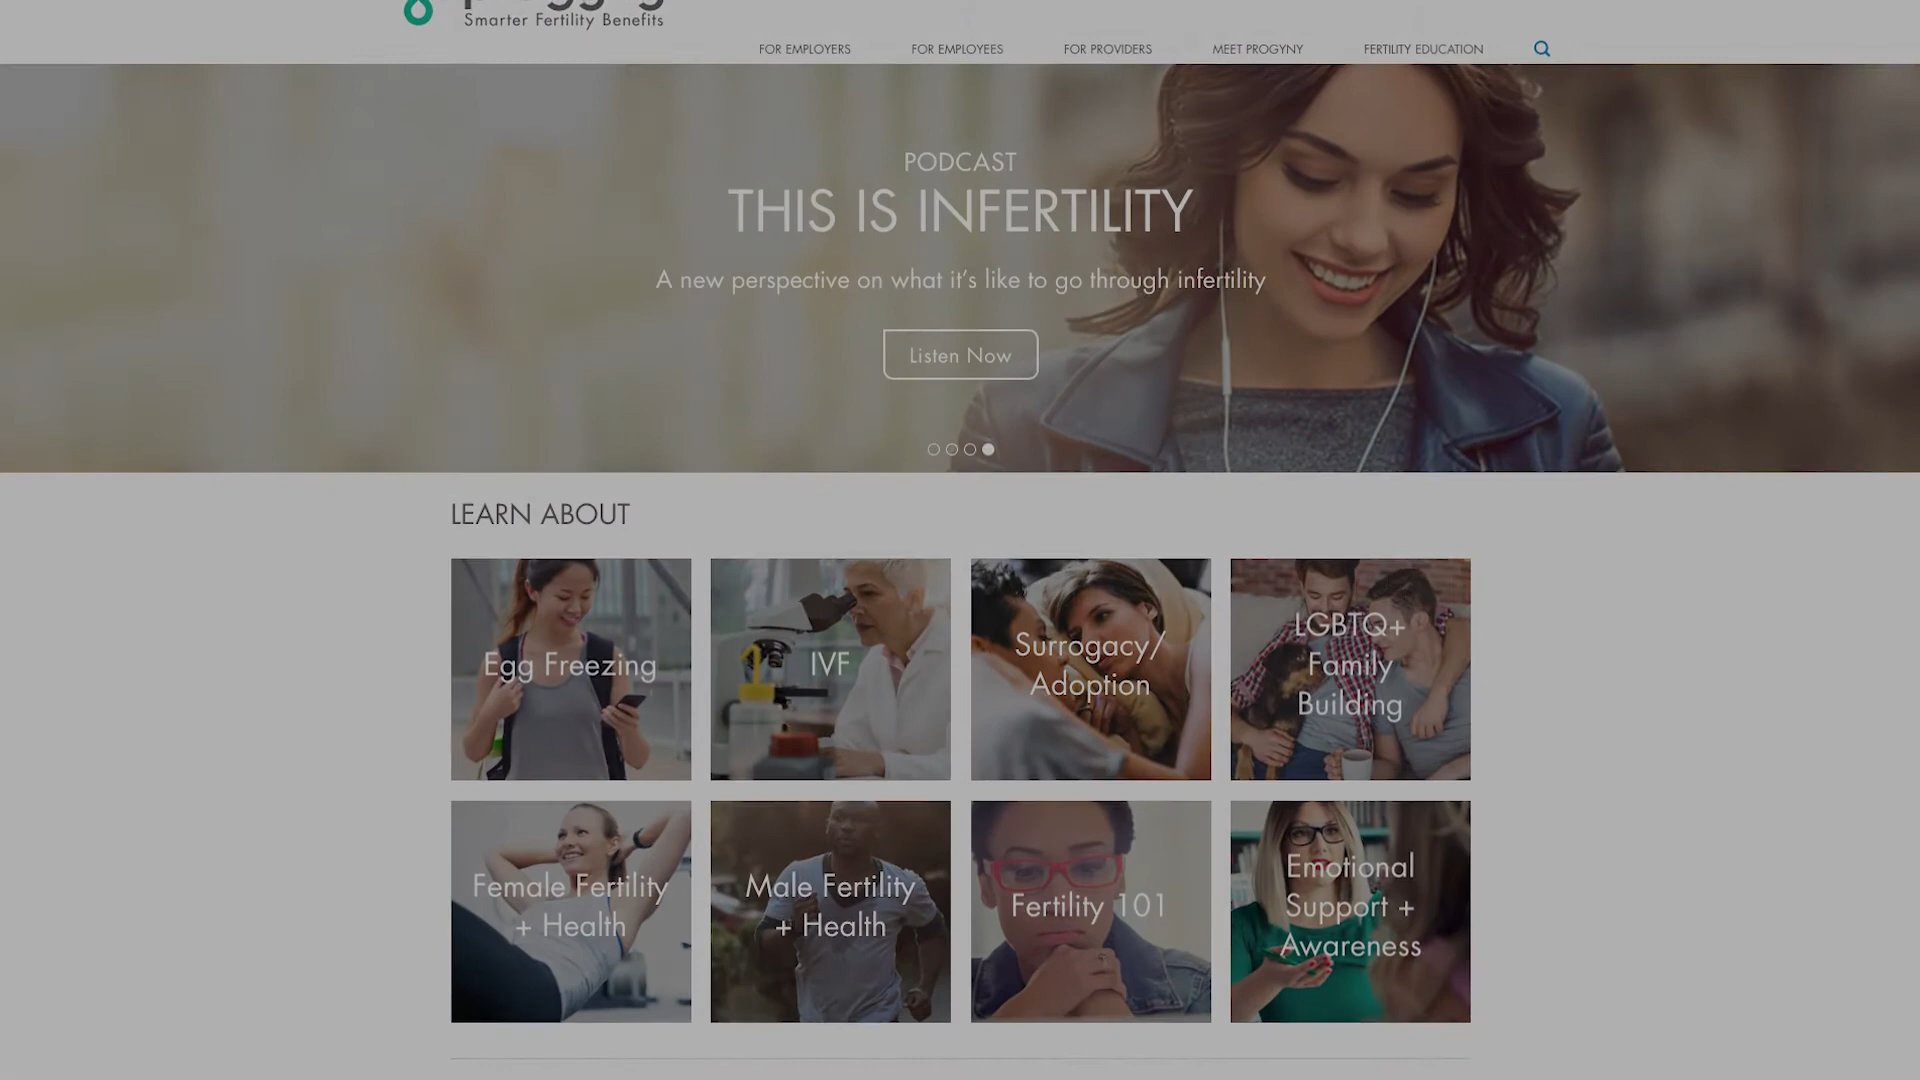 Smarter Fertility Benefits
FOR EMPLOYERS
FOR EMPLOYEES
FOR PROVIDERS
MEET PROGYNY
FERTILITY EDUCATION
PODCAST
THIS IS INFERTILITY
A new perspective on what it's like to go through infertility
Listen Now
LEARN ABOUT
Egg Freezing
IVF
Surrogacy/
Adoption
LGBTQ+
Family
Building
Female Fertility
+ Health
Male Fertility
+ Health
Fertility 101
Emotional
Support +
Awareness